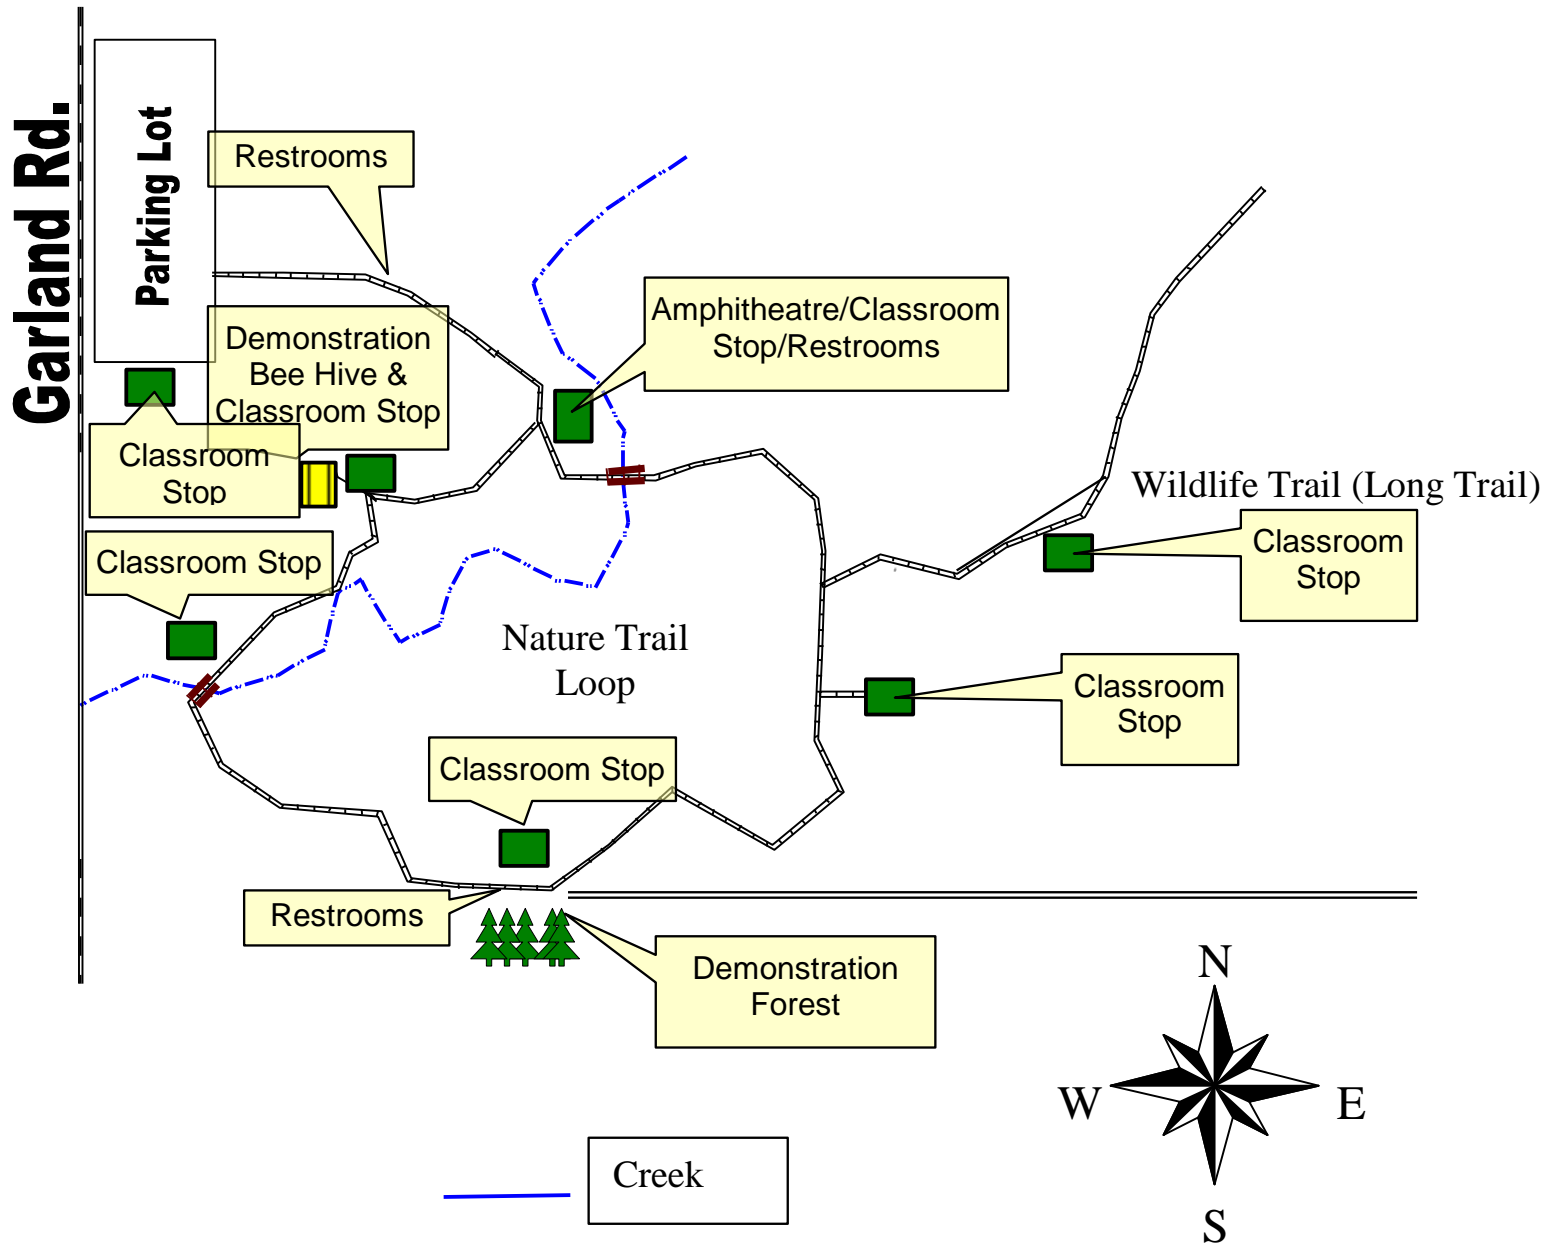 Garland Rd.
Parking Lot
Restrooms
Demonstration
Bee Hive &
Classroom Stop
Amphitheatre/Classroom
Stop/Restrooms
Classroom
Stop
Classroom Stop
Wildlife Trail (Long Trail)
Classroom
Stop
Nature Trail
Loop
Classroom
Stop
Classroom Stop
Restrooms
Demonstration
Forest
N
W
E
S
Creek